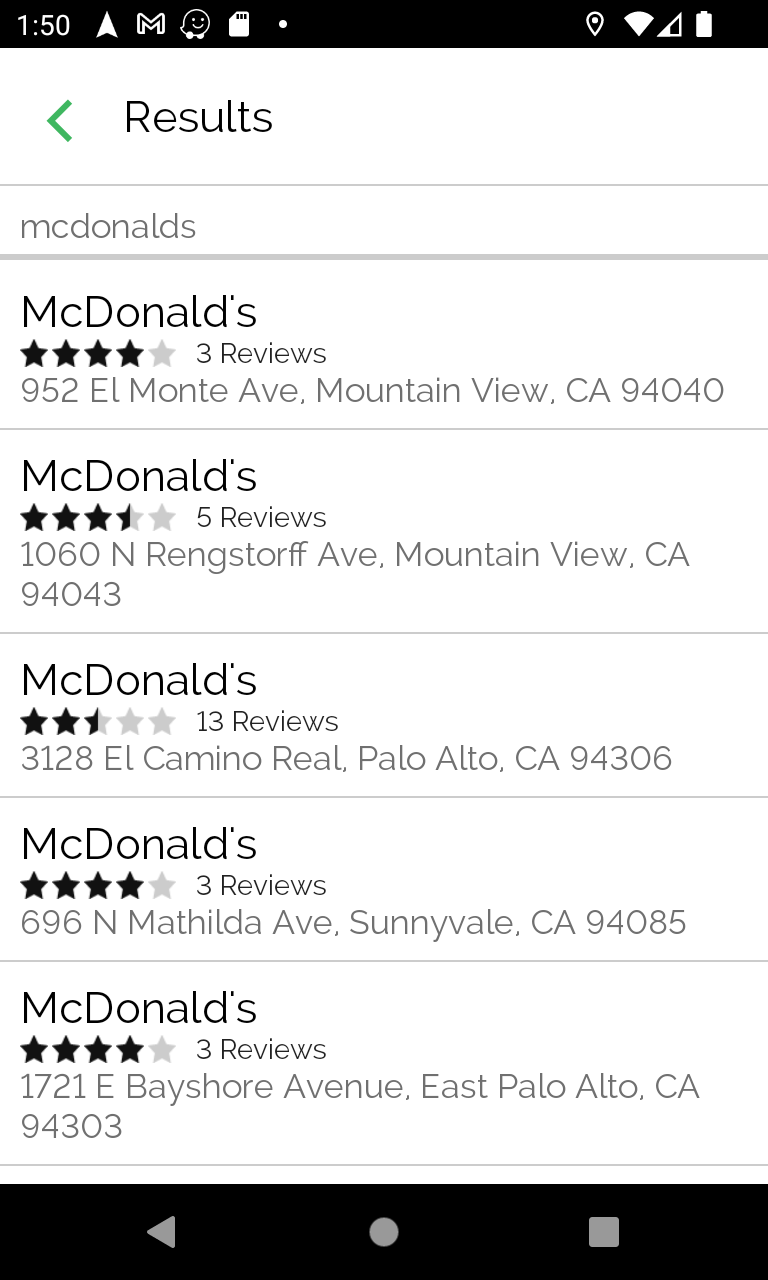 1:50
Results
mcdonalds
McDonald's
3 Reviews
952 El Monte Ave, Mountain View, CA 94040
McDonald's
5 Reviews
1060 N Rengstorff Ave, Mountain View, CA
94043
McDonald's
13 Reviews
3128 El Camino Real, Palo Alto, CA 94306
McDonald's
3 Reviews
696 N Mathilda Ave, Sunnyvale, CA 94085
McDonald's
3 Reviews
1721 E Bayshore Avenue, East Palo Alto, CA
94303